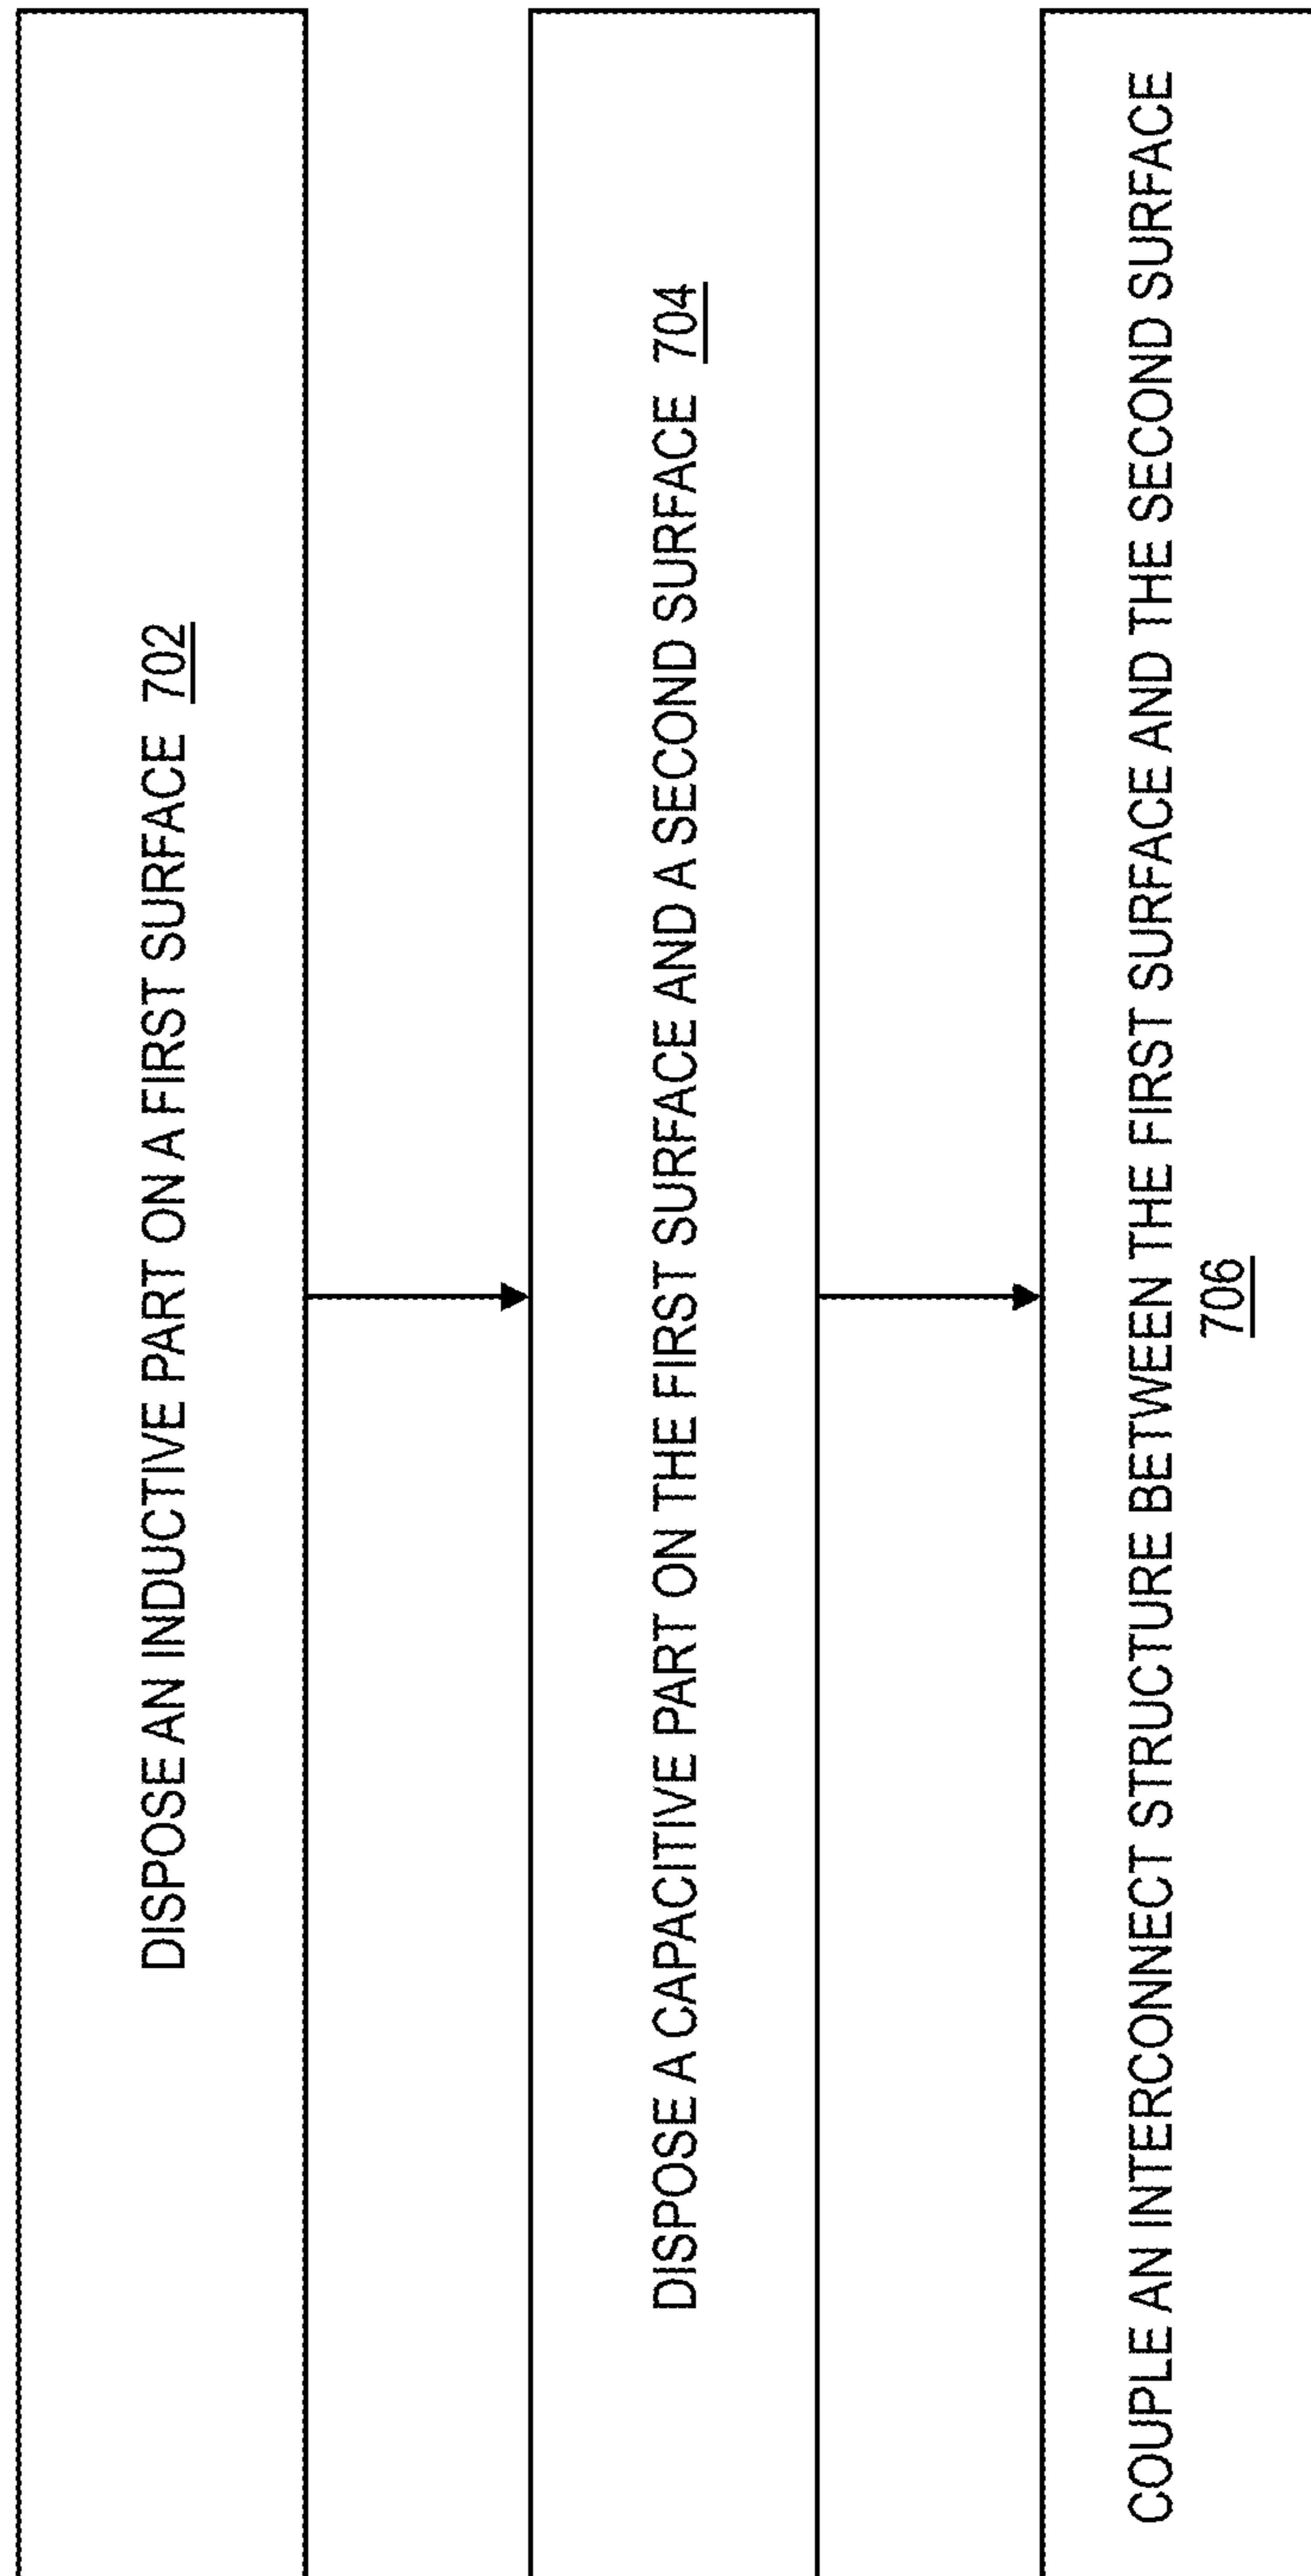 DISPOSE AN INDUCTIVE PART ON A FIRST SURFACE 702
DISPOSE A CAPACITIVE PART ON THE FIRST SURFACE AND A SECOND SURFACE 704
COUPLE AN INTERCONNECT STRUCTURE BETWEEN THE FIRST SURFACE AND THE SECOND SURFACE
706